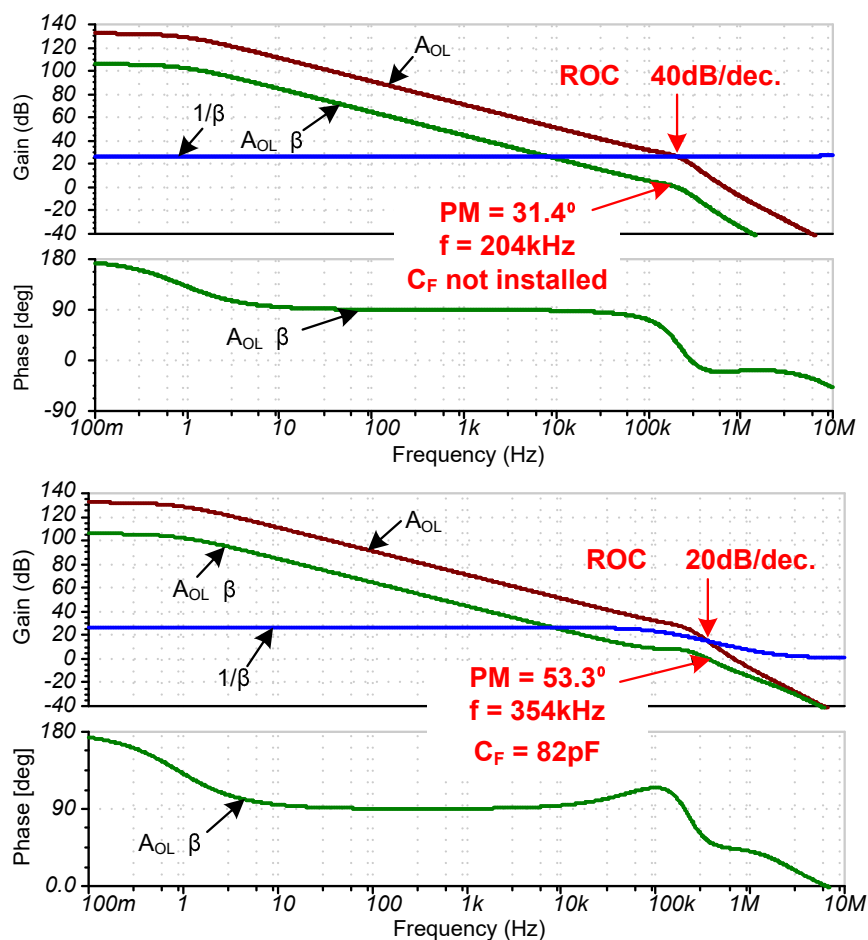 140
120
100
80
60
40
20
0
-20
-40
Gain (dB)
AOL
1/β
AOL β
ROC 40dB/dec.
PM = 31.4º
f = 204kHz
CF not installed
180
90
0
-90
Phase [deg]
AOL β
100m 1 10 100 1k 10k 100k 1M 10M
Frequency (Hz)
140
120
100
80
60
40
20
0
-20
-40
Gain (dB)
AOL
AOL β
1/β
ROC 20dB/dec.
PM = 53.3º
f = 354kHz
CF = 82pF
180
90
0.0
Phase [deg]
AOL β
100m 1 10 100 1k 10k 100k 1M 10M
Frequency (Hz)